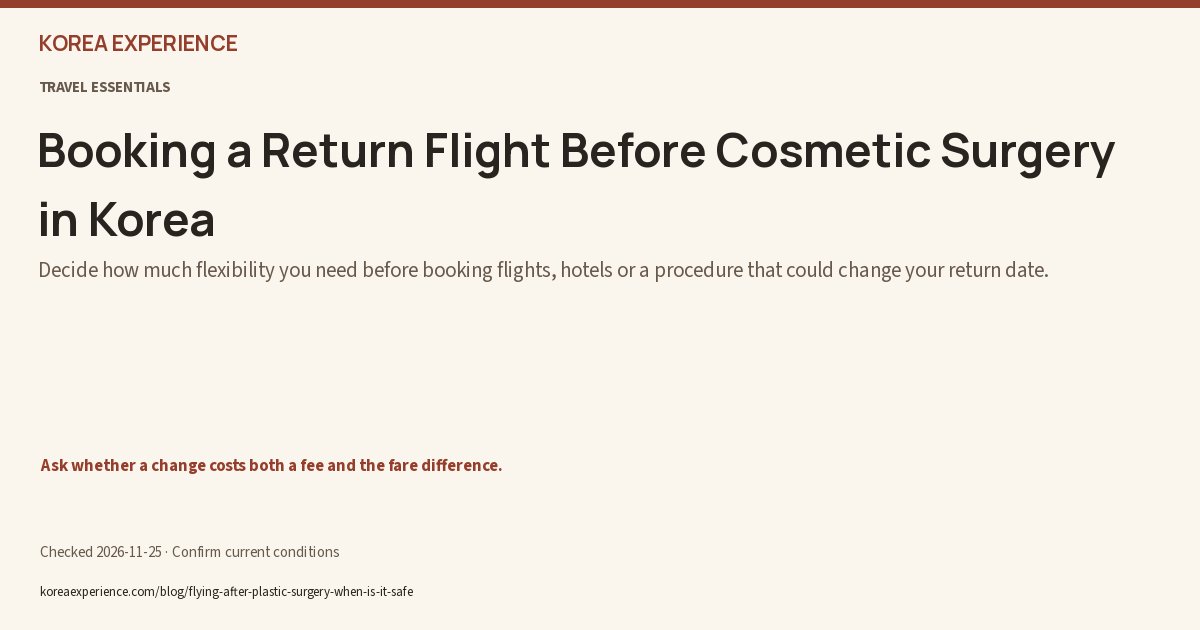 KOREA EXPERIENCE
TRAVEL ESSENTIALS
Booking a Return Flight Before Cosmetic Surgery
in Korea
Decide how much flexibility you need before booking flights, hotels or a procedure that could change your return date.
Ask whether a change costs both a fee and the fare difference.
Checked 2026-11-25 · Confirm current conditions
koreaexperience.com/blog/flying-after-plastic-surgery-when-is-it-safe